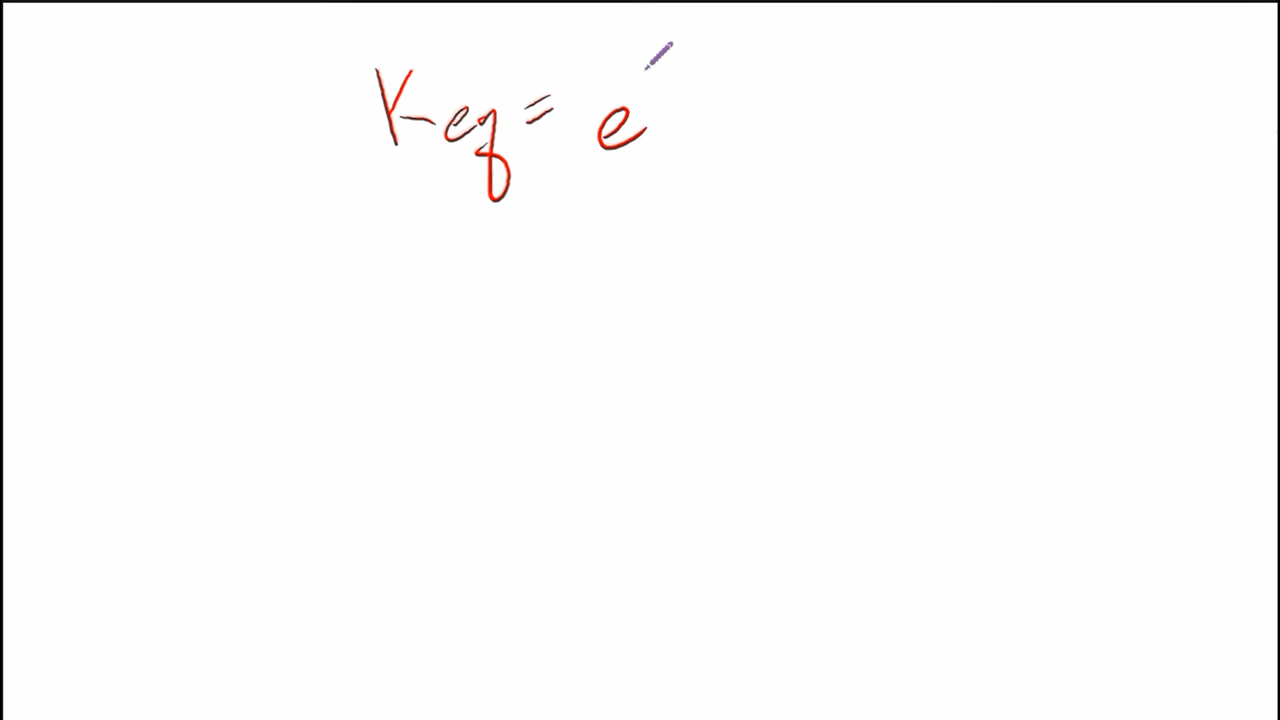 Keq = e